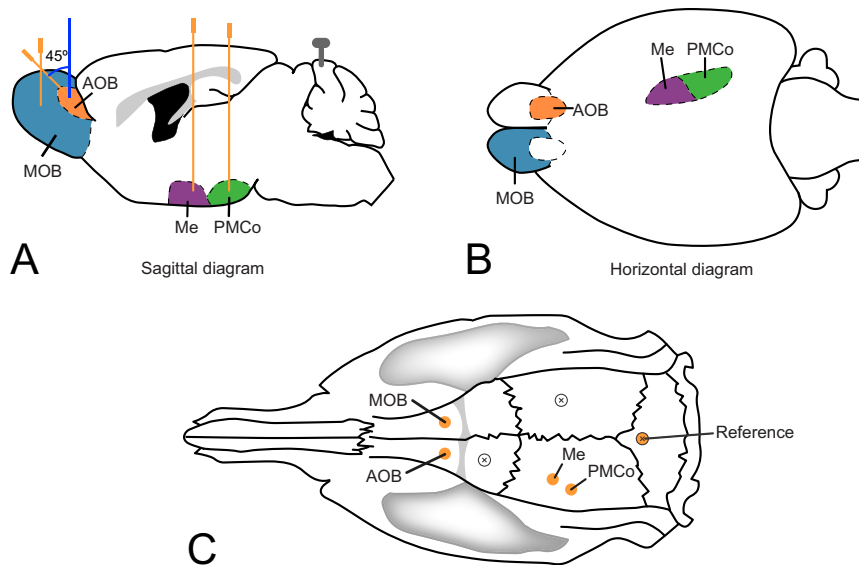 45º
AOB
MOB
Me
PMCo
A
Sagittal diagram
Me
PMCo
AOB
MOB
B
Horizontal diagram
MOB
AOB
Me
PMCo
Reference
C